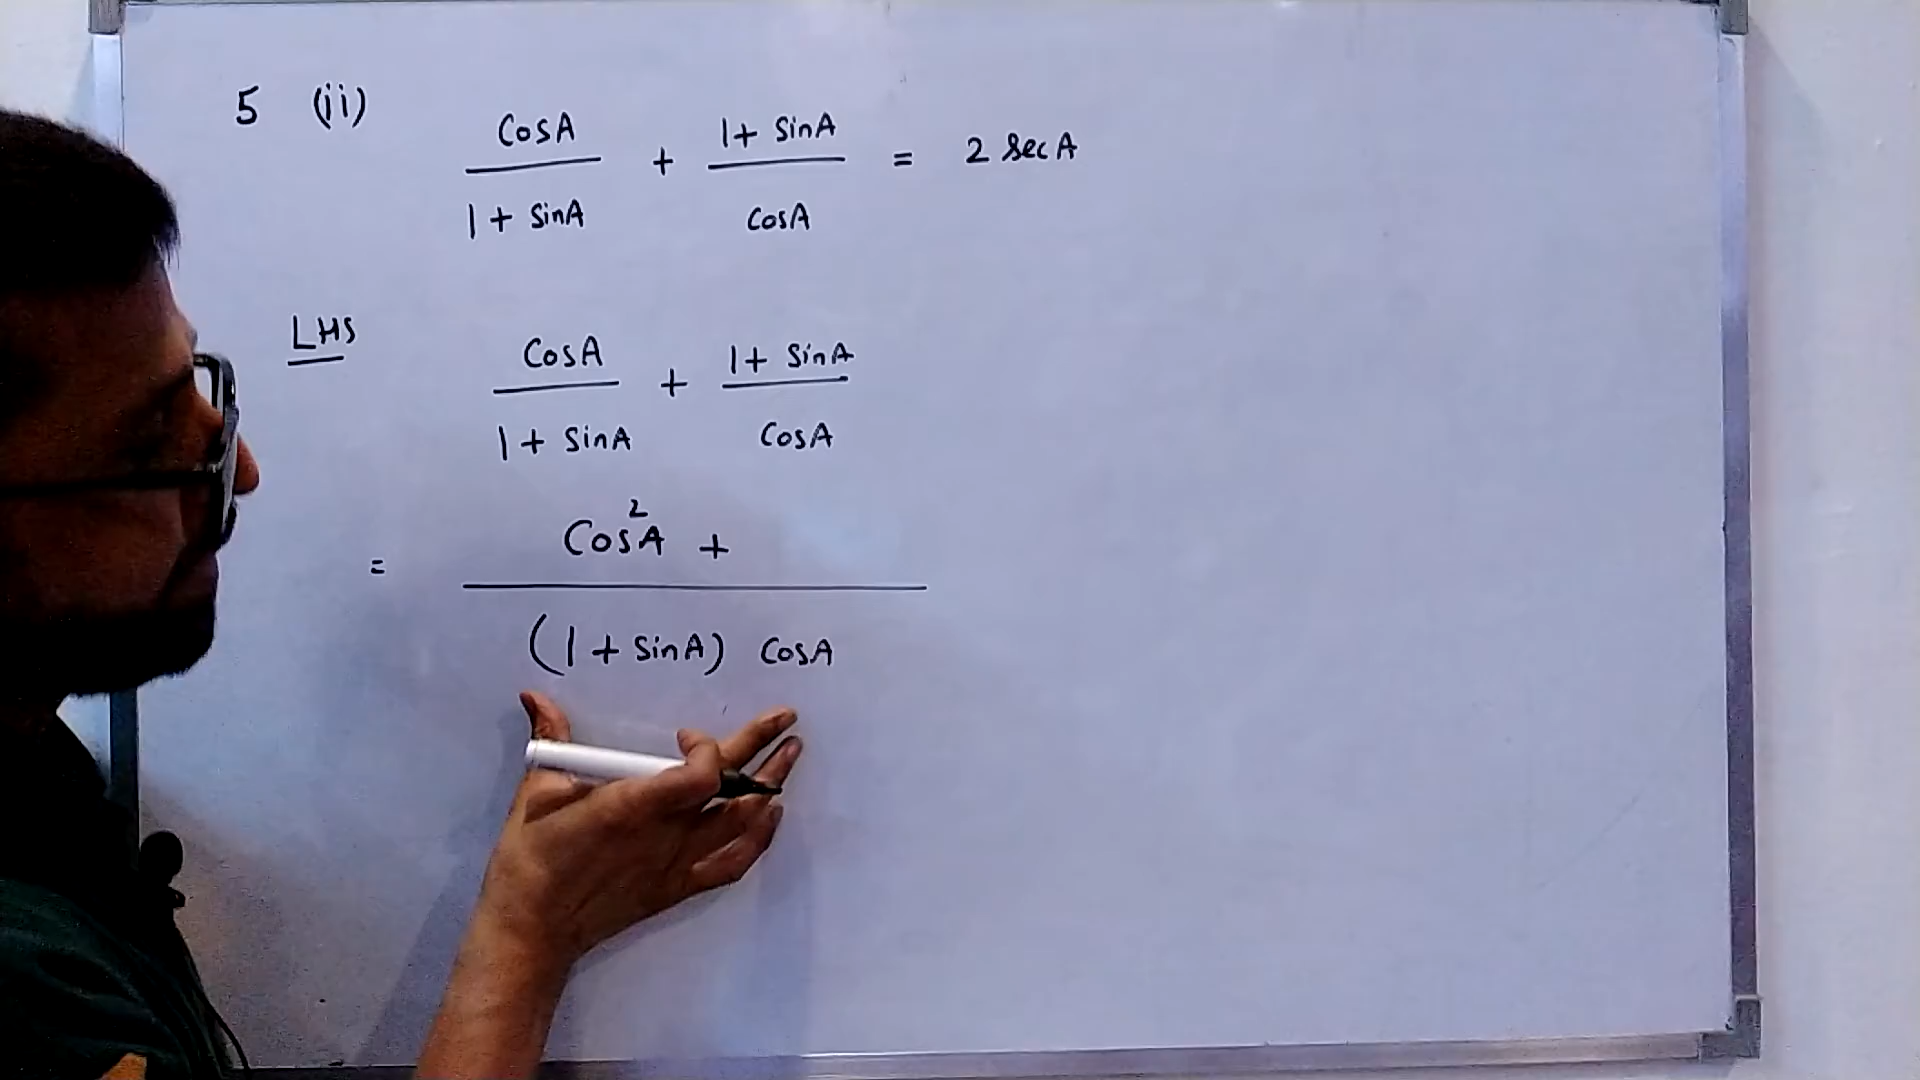 5 (ii) CosA / 1 + SinA + 1 + SinA / CosA = 2 SecA
LHS CosA / 1 + SinA + 1 + SinA / CosA
= Cos²A + / (1 + SinA) CosA